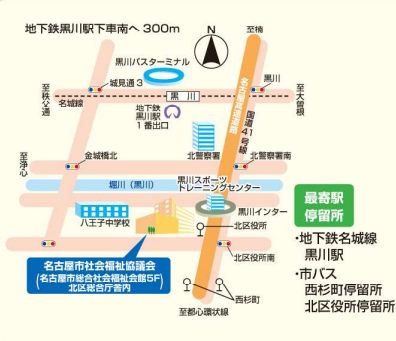 地下鉄黒川駅下車南へ 300m
N
至楠
黒川バスターミナル
城見通3
黒川
黒川
至秩父通
名城線
地下鉄
黒川駅
1番出口
名古屋高速道路
国道41号線
至大曽根
金城橋北
北警察署
北警察署南
至浄心
堀川(黒川)
黒川スポーツ
トレーニングセンター
八王子中学校
黒川インター
北区役所
名古屋市社会福祉協議会
(名古屋市総合社会福祉会館5F)
北区総合庁舎内
北区役所南
西杉町
至都心環状線
最寄駅
停留所
・地下鉄名城線
黒川駅
・市バス
西杉町停留所
北区役所停留所